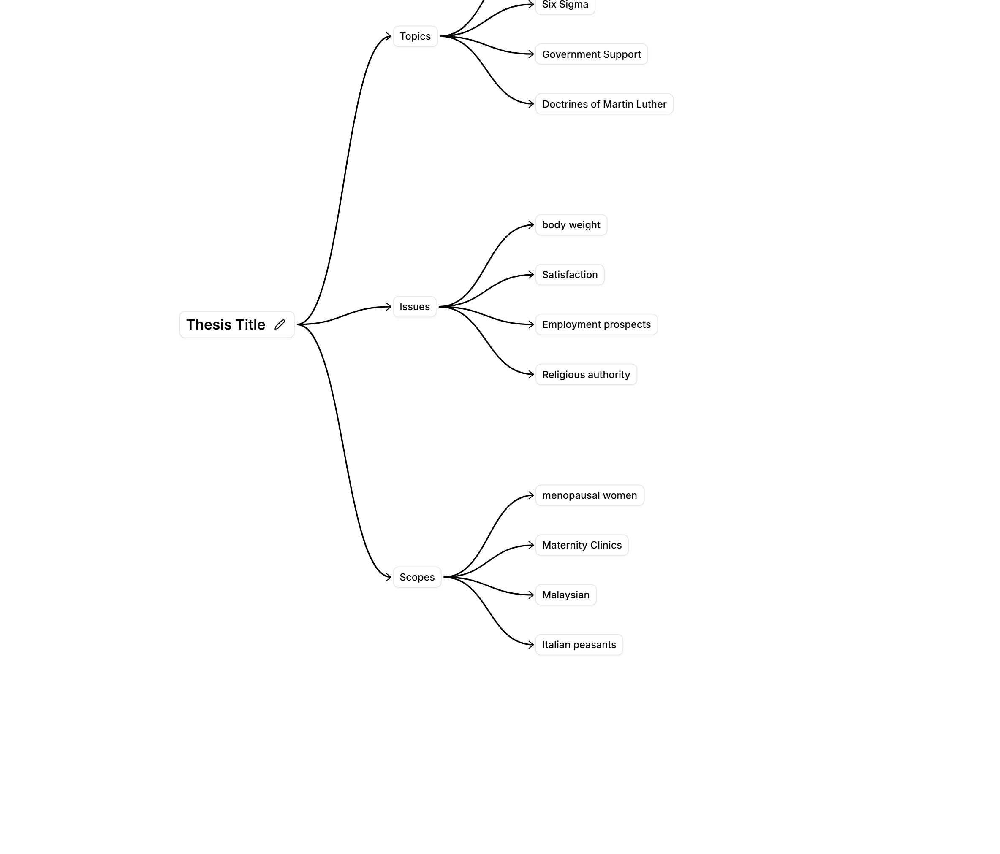 Six Sigma
Topics
Government Support
Doctrines of Martin Luther
body weight
Satisfaction
Issues
Thesis Title
Employment prospects
Religious authority
menopausal women
Maternity Clinics
Scopes
Malaysian
Italian peasants